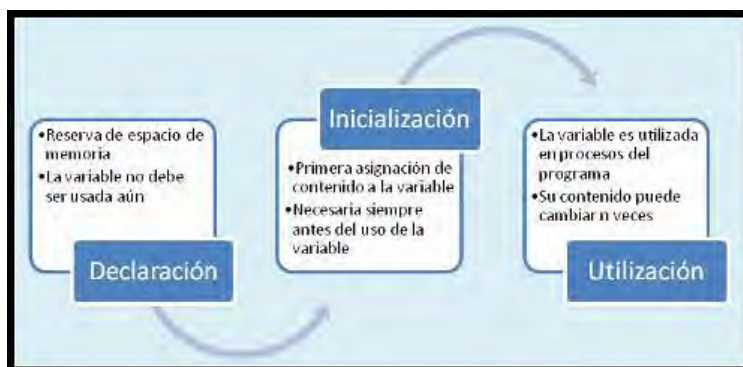 •Reserva de espacio de
memoria
•La variable no debe
ser usada aún
Declaración
Inicialización
•Primera asignación de
contenido a la variable
•Necesaria siempre
antes del uso de la
variable
•La variable es utilizada
en procesos del
programa
•Su contenido puede
cambiar n veces
Utilización